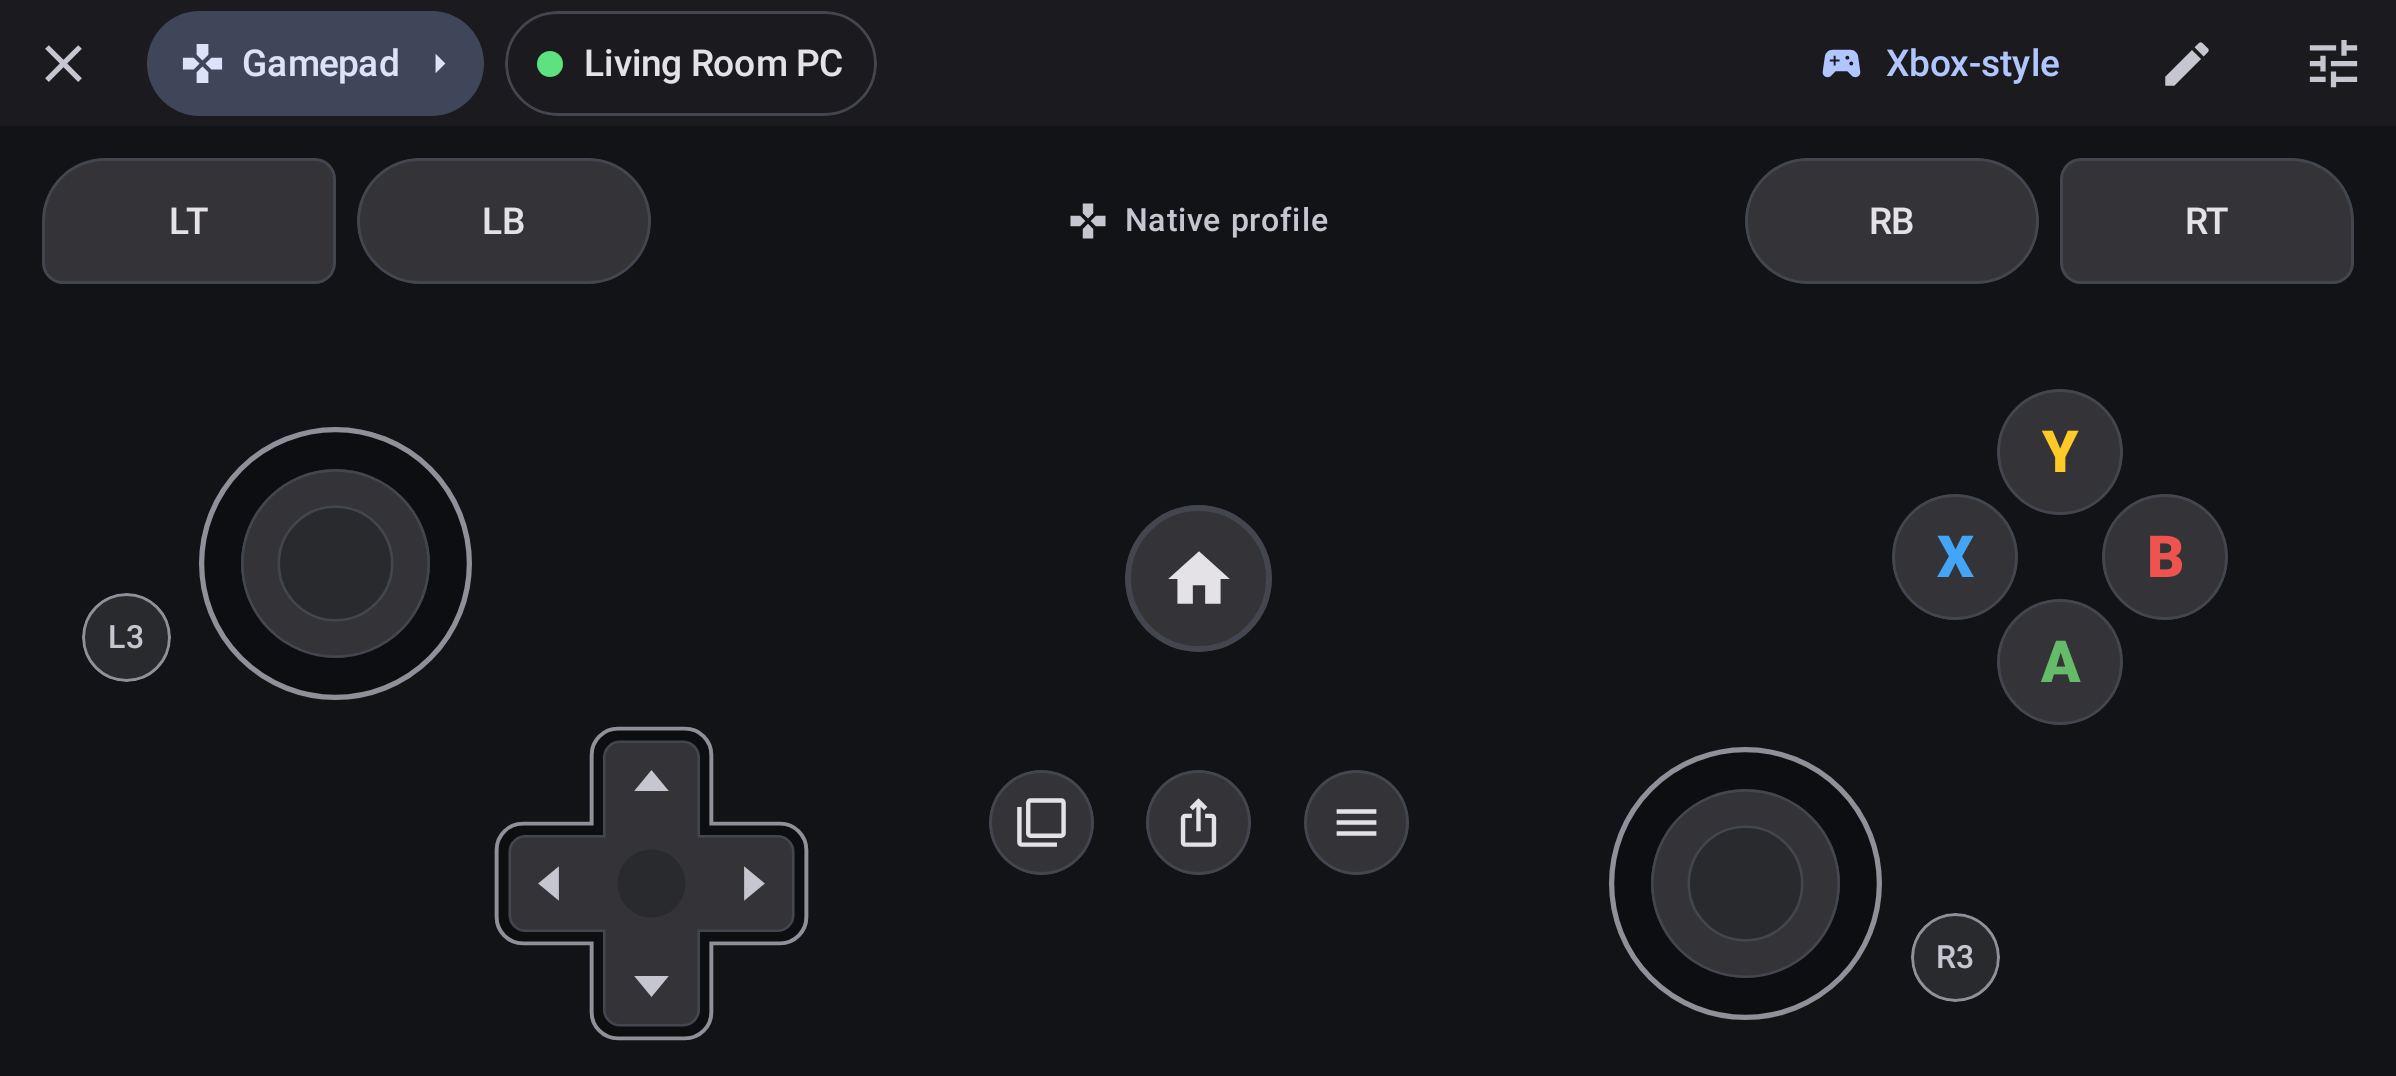 Gamepad
Living Room PC
Xbox-style
LT
LB
Native profile
RB
RT
Y
X
B
L3
A
R3